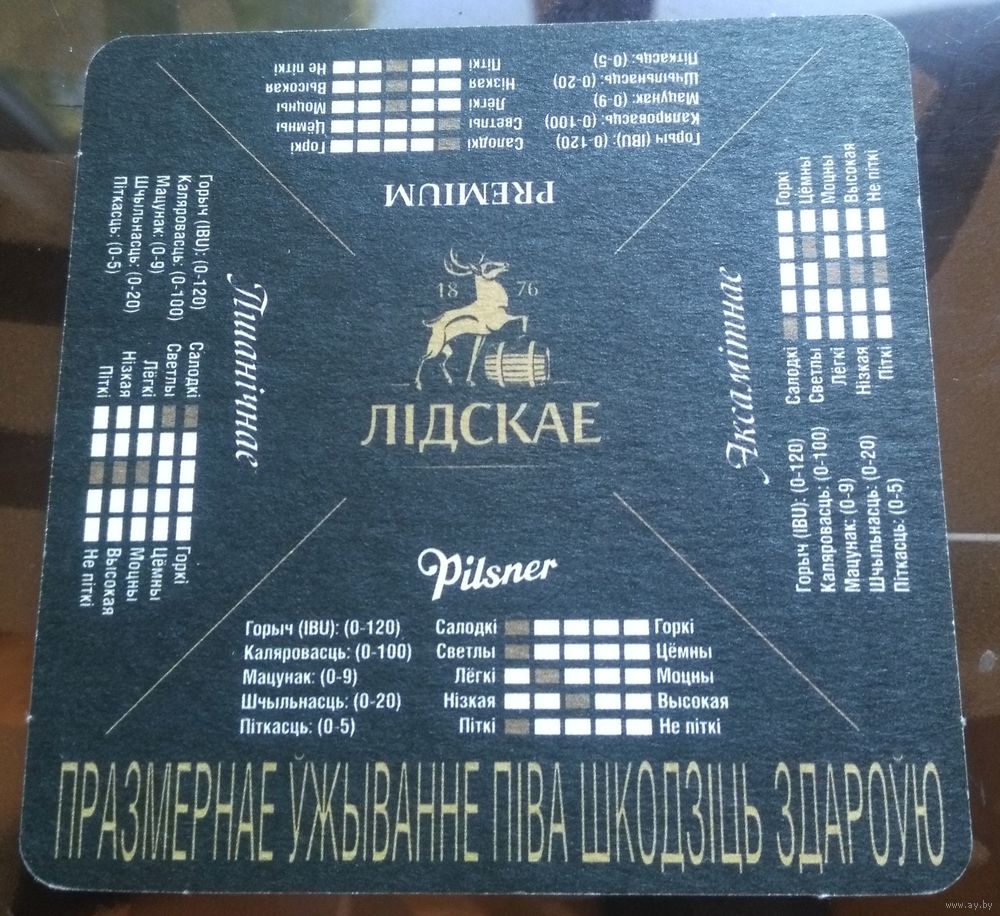 PREMIUM
Горыч (IBU): (0-120) Салодкі Горкі
Каляровасць: (0-100) Светлы Цёмны
Мацунак: (0-9) Лёгкі Моцны
Шчыльнасць: (0-20) Нізкая Высокая
Піткасць: (0-5) Піткі Не піткі
Пшанічнае
Горыч (IBU): (0-120) Салодкі Горкі
Каляровасць: (0-100) Светлы Цёмны
Мацунак: (0-9) Лёгкі Моцны
Шчыльнасць: (0-20) Нізкая Высокая
Піткасць: (0-5) Піткі Не піткі
18 76
ЛІДСКАЕ
Аксамітнае
Горыч (IBU): (0-120) Салодкі Горкі
Каляровасць: (0-100) Светлы Цёмны
Мацунак: (0-9) Лёгкі Моцны
Шчыльнасць: (0-20) Нізкая Высокая
Піткасць: (0-5) Піткі Не піткі
Pilsner
Горыч (IBU): (0-120) Салодкі Горкі
Каляровасць: (0-100) Светлы Цёмны
Мацунак: (0-9) Лёгкі Моцны
Шчыльнасць: (0-20) Нізкая Высокая
Піткасць: (0-5) Піткі Не піткі
ПРАЗМЕРНАЕ ЎЖЫВАННЕ ПІВА ШКОДЗІЦЬ ЗДАРОЎЮ
www.ay.by